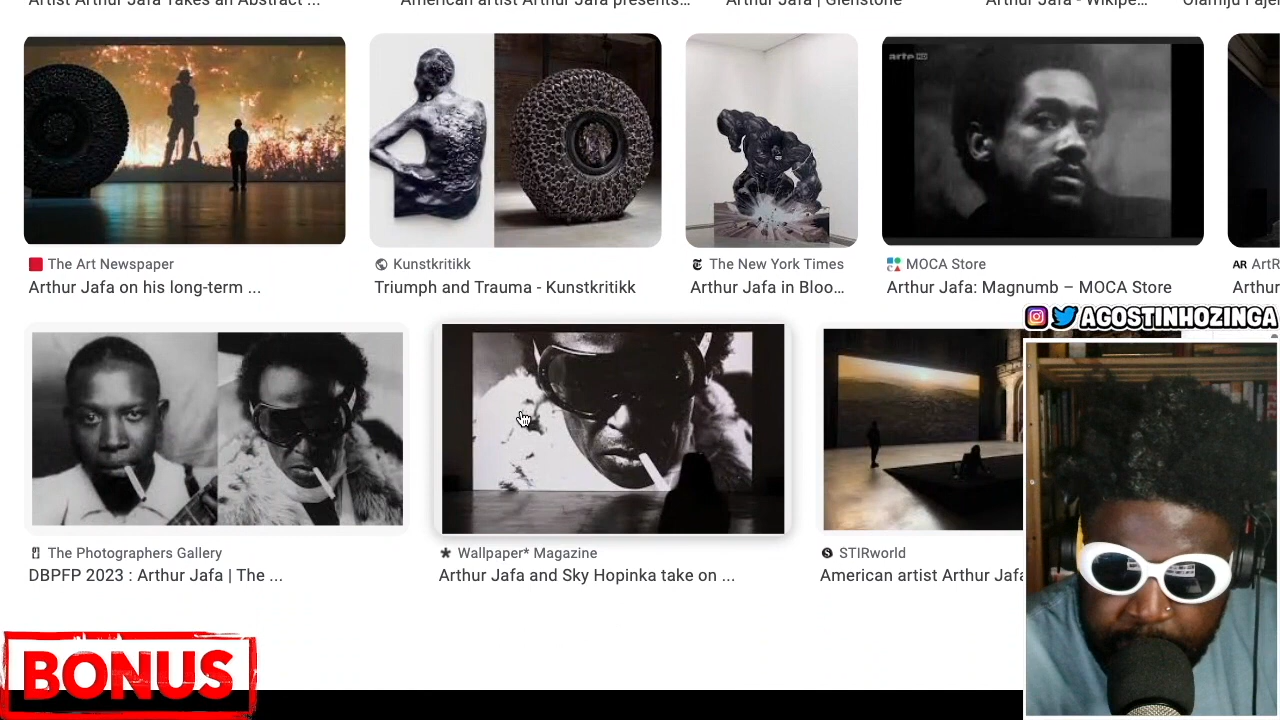 Artist Arthur Jafa Takes an Abstract ...
American artist Arthur Jafa presents...
Arthur Jafa | Glenstone
Arthur Jafa - Wikipe...
arte HD
The Art Newspaper
Arthur Jafa on his long-term ...
Kunstkritikk
Triumph and Trauma - Kunstkritikk
The New York Times
Arthur Jafa in Bloo...
MOCA Store
Arthur Jafa: Magnumb – MOCA Store
AR ArtR
Arthur
AGOSTINHOZINGA
The Photographers Gallery
DBPFP 2023 : Arthur Jafa | The ...
Wallpaper* Magazine
Arthur Jafa and Sky Hopinka take on ...
STIRworld
American artist Arthur Jafa
BONUS